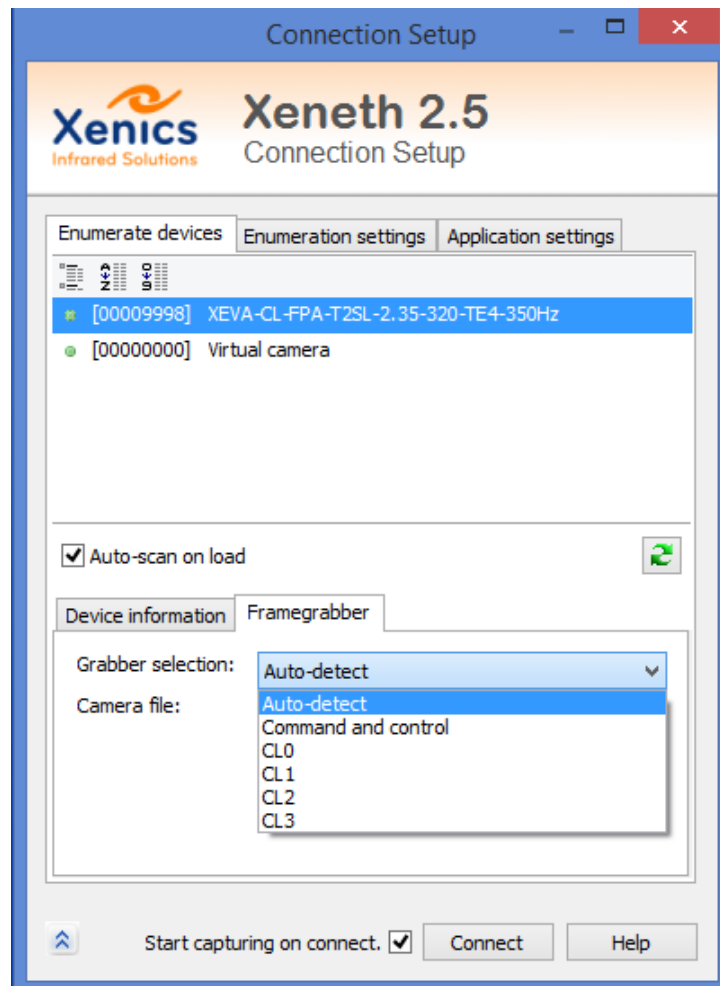 Connection Setup
Xenics
Infrared Solutions
Xeneth 2.5
Connection Setup
Enumerate devices Enumeration settings Application settings
[00009998] XEVA-CL-FPA-T2SL-2.35-320-TE4-350Hz
[00000000] Virtual camera
Auto-scan on load
Device information Framegrabber
Grabber selection: Auto-detect
Camera file: Auto-detect
Command and control
CL0
CL1
CL2
CL3
Start capturing on connect. Connect Help